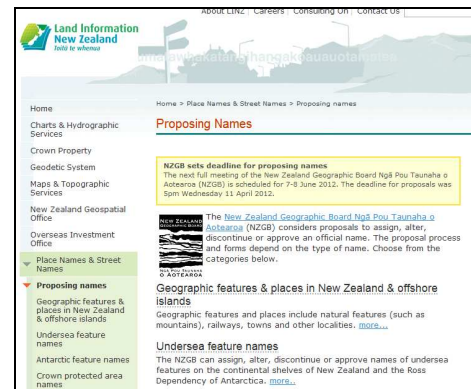 About LINZ | Careers | Consulting On | Contact Us
Land Information
New Zealand
Toitū te whenua
Home > Place Names & Street Names > Proposing names
Proposing Names
Home
Charts & Hydrographic
Services
Crown Property
Geodetic System
Maps & Topographic
Services
New Zealand Geospatial
Office
Overseas Investment
Office
Place Names & Street
Names
Proposing names
Geographic features &
places in New Zealand
& offshore islands
Undersea feature
names
Antarctic feature names
Crown protected area
names
NZGB sets deadline for proposing names
The next full meeting of the New Zealand Geographic Board Ngā Pou Taunaha o
Aotearoa (NZGB) is scheduled for 7-8 June 2012. The deadline for proposals was
5pm Wednesday 11 April 2012.
NEW ZEALAND
GEOGRAPHIC BOARD
NGĀ POU TAUNAHA
O AOTEAROA
The New Zealand Geographic Board Ngā Pou Taunaha o
Aotearoa (NZGB) considers proposals to assign, alter,
discontinue or approve an official name. The proposal process
and forms depend on the type of name. Choose from the
categories below.
Geographic features & places in New Zealand & offshore
islands
Geographic features and places include natural features (such as
mountains), railways, towns and other localities. more...
Undersea feature names
The NZGB can assign, alter, discontinue or approve names of undersea
features on the continental shelves of New Zealand and the Ross
Dependency of Antarctica. more..